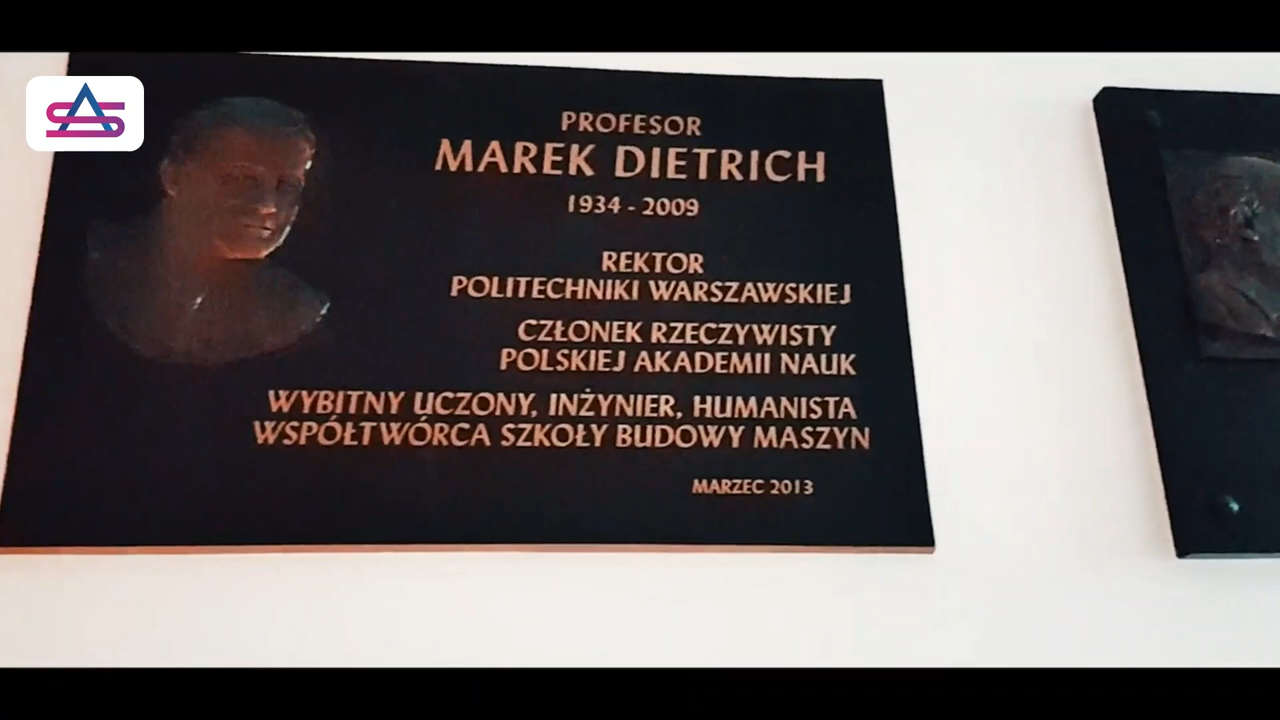 PROFESOR
MAREK DIETRICH
1934 - 2009
REKTOR
POLITECHNIKI WARSZAWSKIEJ
CZŁONEK RZECZYWISTY
POLSKIEJ AKADEMII NAUK
WYBITNY UCZONY, INŻYNIER, HUMANISTA
WSPÓŁTWÓRCA SZKOŁY BUDOWY MASZYN
MARZEC 2013